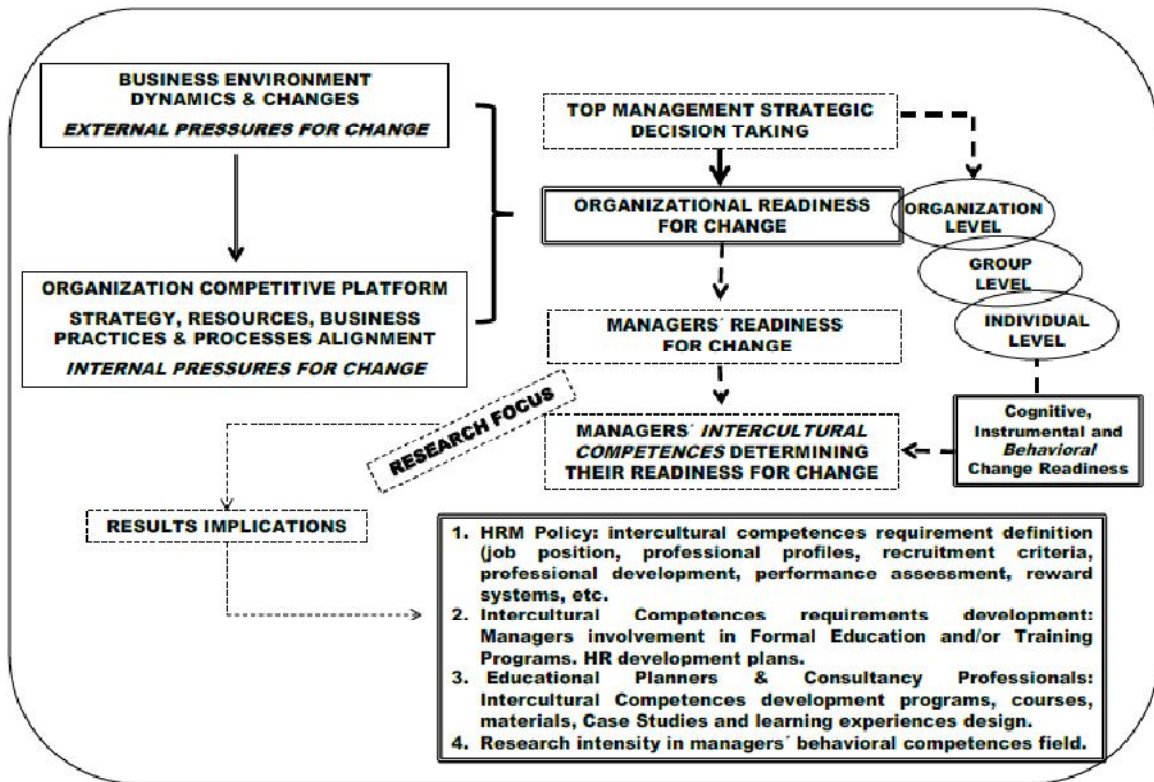 BUSINESS ENVIRONMENT
DYNAMICS & CHANGES
EXTERNAL PRESSURES FOR CHANGE
ORGANIZATION COMPETITIVE PLATFORM
STRATEGY, RESOURCES, BUSINESS
PRACTICES & PROCESSES ALIGNMENT
INTERNAL PRESSURES FOR CHANGE
TOP MANAGEMENT STRATEGIC
DECISION TAKING
ORGANIZATIONAL READINESS
FOR CHANGE
ORGANIZATION
LEVEL
GROUP
LEVEL
INDIVIDUAL
LEVEL
MANAGERS´ READINESS
FOR CHANGE
RESEARCH FOCUS
MANAGERS´ INTERCULTURAL
COMPETENCES DETERMINING
THEIR READINESS FOR CHANGE
Cognitive,
Instrumental and
Behavioral
Change Readiness
RESULTS IMPLICATIONS
1. HRM Policy: intercultural competences requirement definition
(job position, professional profiles, recruitment criteria,
professional development, performance assessment, reward
systems, etc.
2. Intercultural Competences requirements development:
Managers involvement in Formal Education and/or Training
Programs. HR development plans.
3. Educational Planners & Consultancy Professionals:
Intercultural Competences development programs, courses,
materials, Case Studies and learning experiences design.
4. Research intensity in managers´ behavioral competences field.